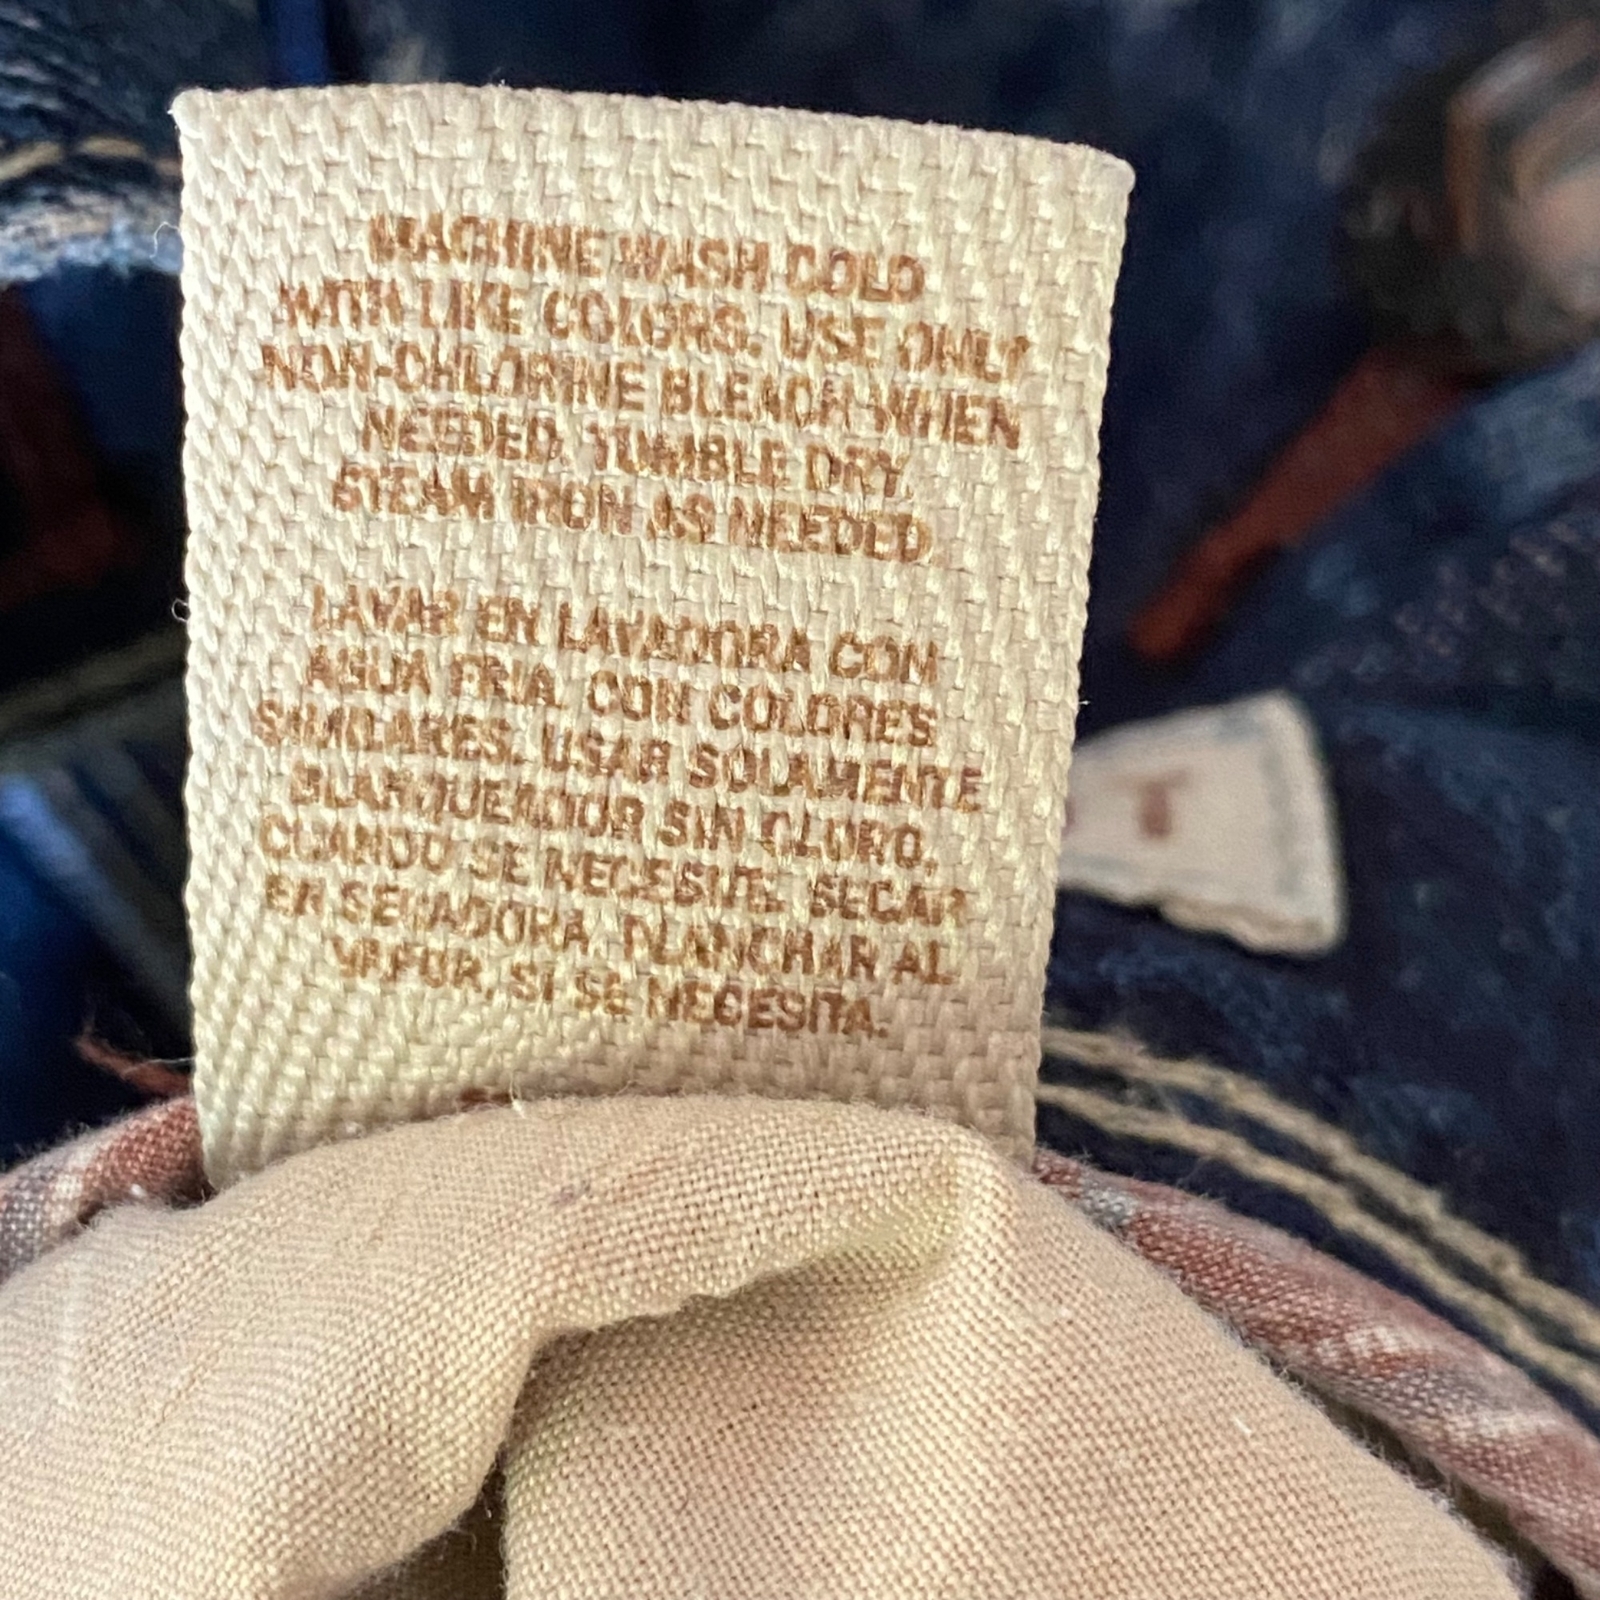 MACHINE WASH COLD
WITH LIKE COLORS. USE ONLY
NON-CHLORINE BLEACH WHEN
NEEDED. TUMBLE DRY.
STEAM IRON AS NEEDED.
LAVAR EN LAVADORA CON
AGUA FRIA. CON COLORES
SIMILARES. USAR SOLAMENTE
BLANQUEADOR SIN CLORO.
CUANDO SE NECESITE. SECAR
EN SECADORA. PLANCHAR AL
VAPOR, SI SE NECESITA.